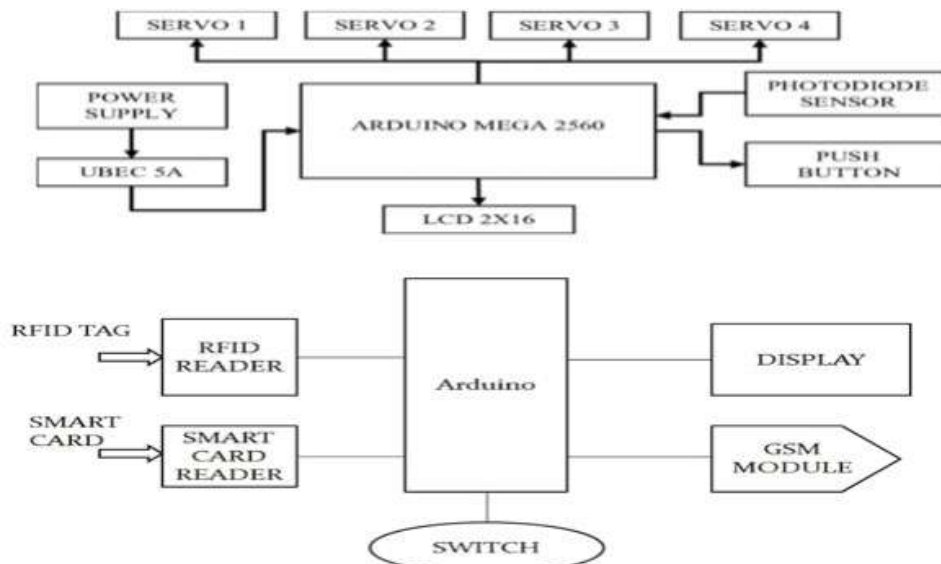 SERVO 1
SERVO 2
SERVO 3
SERVO 4
POWER
SUPPLY
ARDUINO MEGA 2560
PHOTODIODE
SENSOR
UBEC 5A
PUSH
BUTTON
LCD 2X16
RFID TAG
RFID
READER
Arduino
DISPLAY
SMART
CARD
SMART
CARD
READER
GSM
MODULE
SWITCH